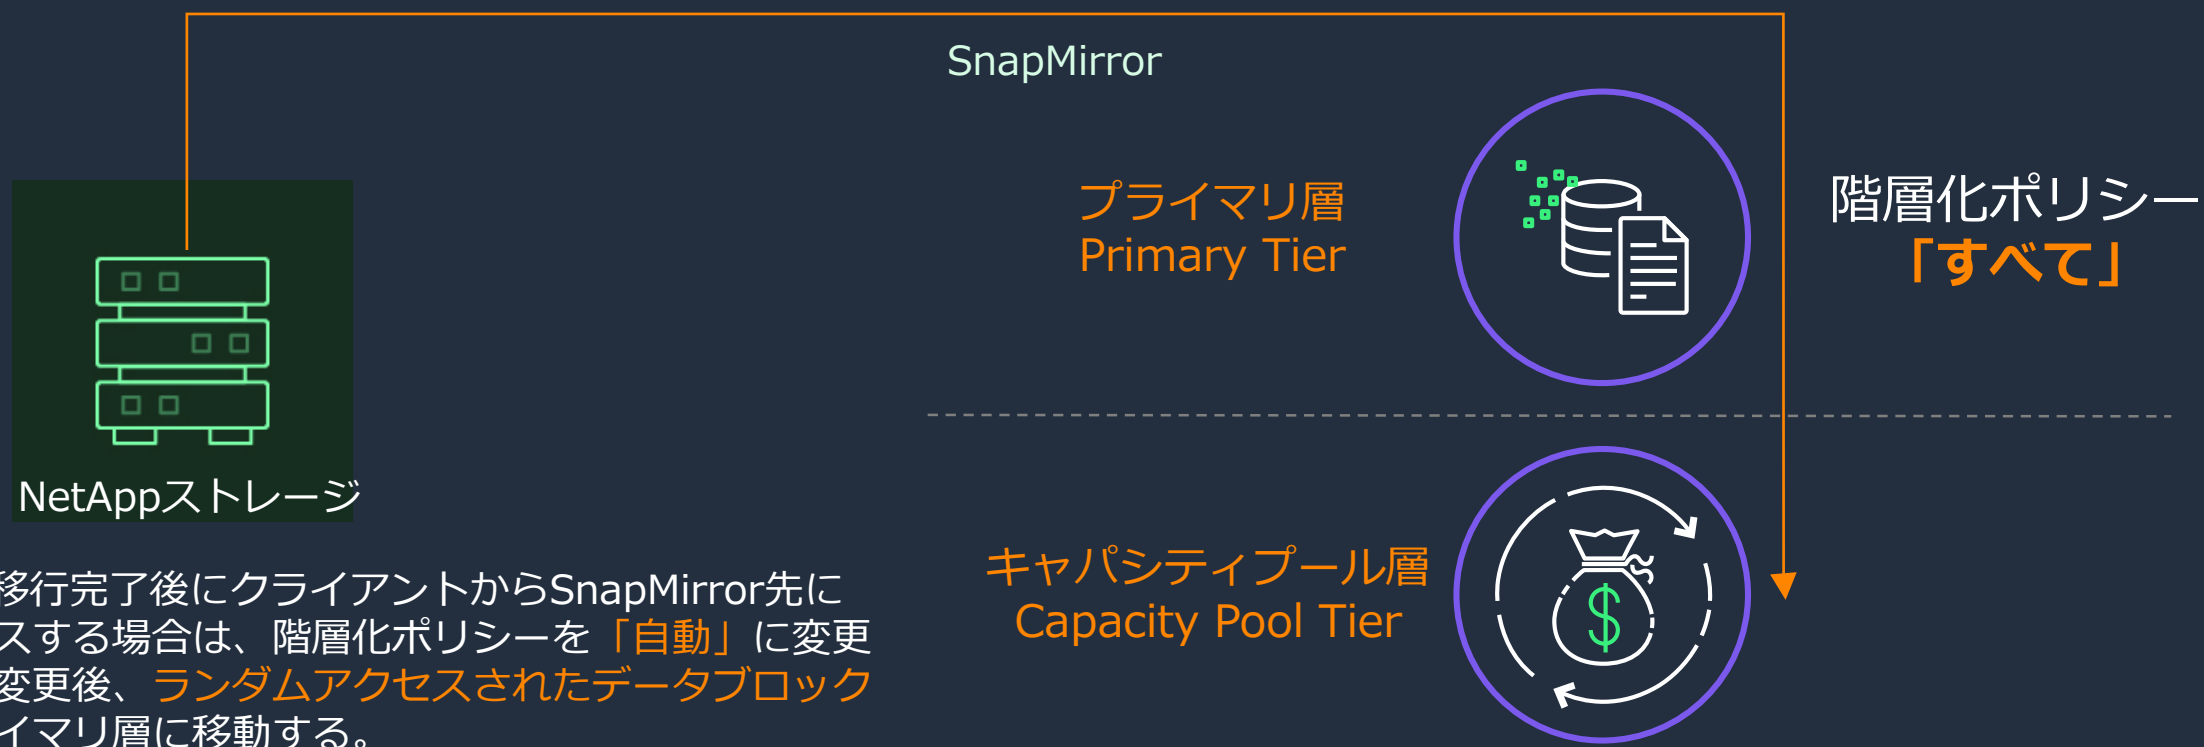 SnapMirror
プライマリ層
Primary Tier
階層化ポリシー
「すべて」
NetAppストレージ
キャパシティプール層
Capacity Pool Tier
$
移行完了後にクライアントからSnapMirror先に
スする場合は、階層化ポリシーを「自動」に変更
変更後、ランダムアクセスされたデータブロック
イマリ層に移動する。